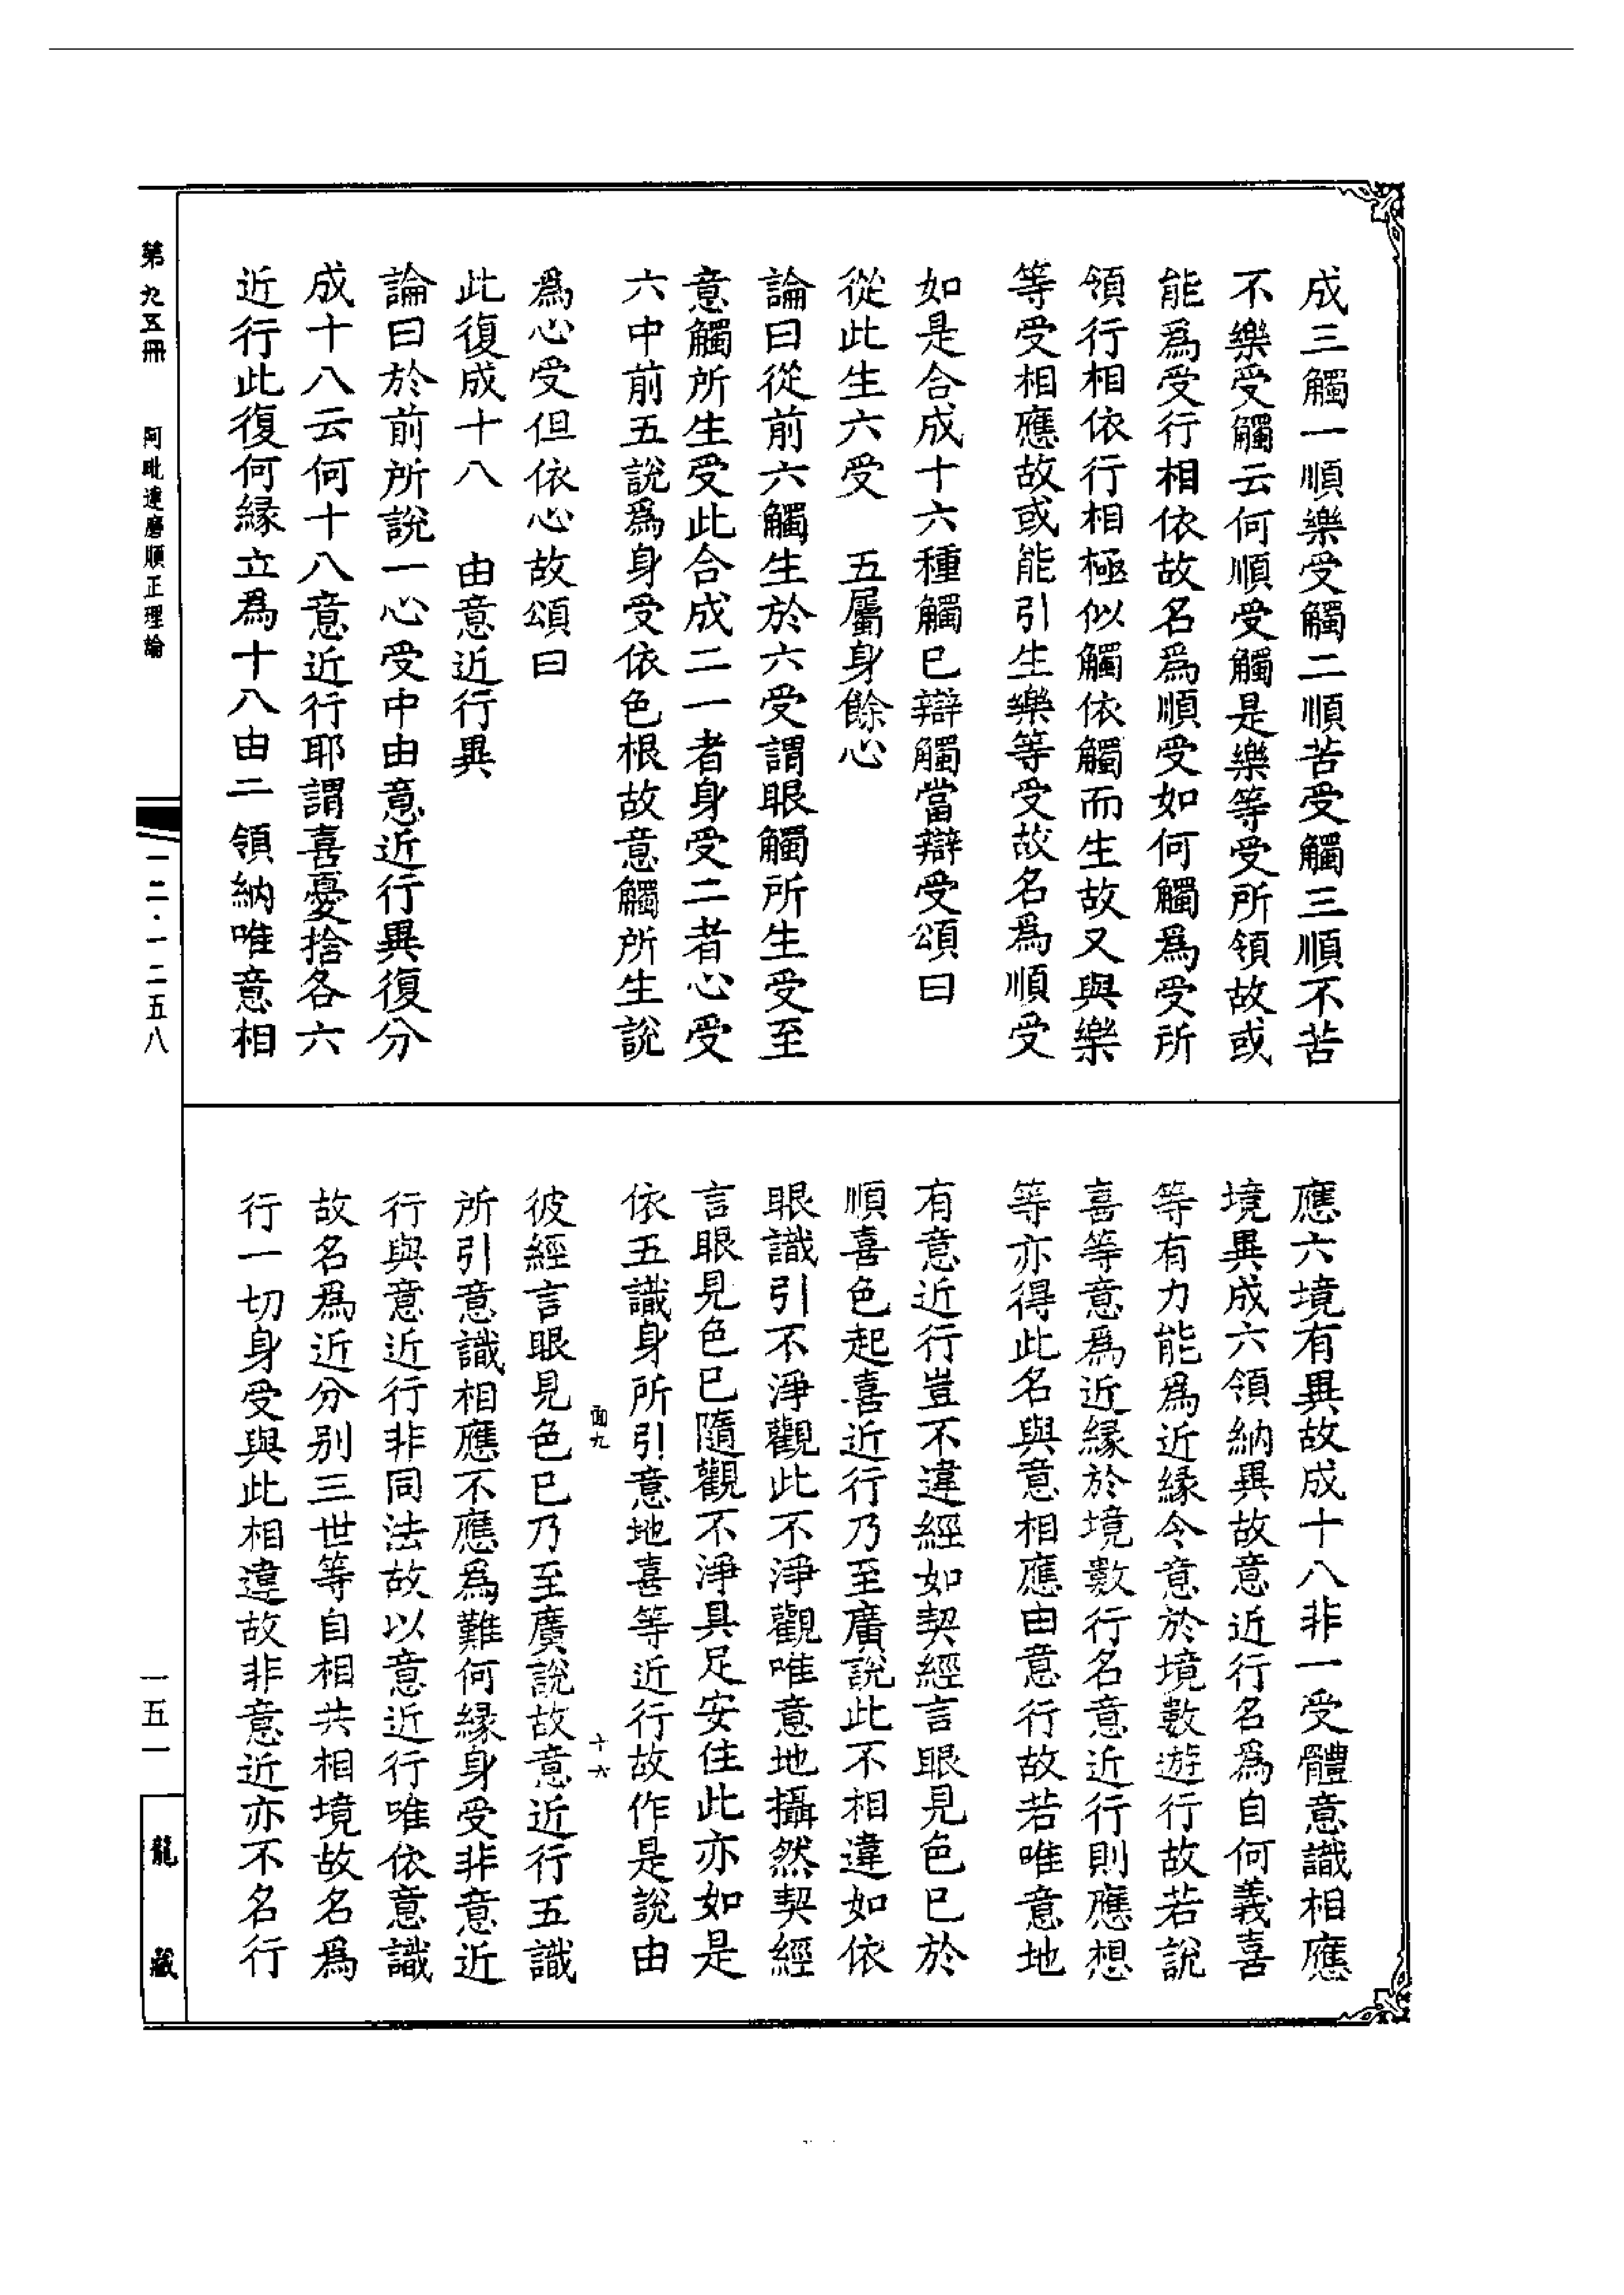 成三觸一順樂受觸二順苦受觸三順不苦
不樂受觸云何順受觸是樂等受所領故或
能爲受行相依故名爲順受如何觸爲受所
領行相依行相極似觸依觸而生故又與樂
等受相應故或能引生樂等受故名爲順受
如是合成十六種觸已辯觸當辯受頌曰
從此生六受　五屬身餘心
論曰從前六觸生於六受謂眼觸所生受至
意觸所生受此合成二一者身受二者心受
六中前五說爲身受依色根故意觸所生說
爲心受但依心故頌曰
此復成十八　由意近行異
論曰於前所說一心受中由意近行異復分
成十八云何十八意近行耶謂喜憂捨各六
近行此復何緣立爲十八由二領納唯意相
應六境有異故成十八非一受體意識相應
境異成六領納異故意近行名爲自何義喜
等有力能爲近緣令意於境數遊行故若說
喜等意爲近緣於境數行名意近行則應想
等亦得此名與意相應由意行故若唯意地
有意近行豈不違經如契經言眼見色已於
順喜色起喜近行乃至廣說此不相違如依
眼識引不淨觀此不淨觀唯意地攝然契經
言眼見色已隨觀不淨具足安住此亦如是
依五識身所引意地喜等近行故作是說由
面九　十六
彼經言眼見色已乃至廣說故意近行五識
所引意識相應不應爲難何緣身受非意近
行與意近行非同法故以意近行唯依意識
故名爲近分別三世等自相共相境故名爲
行一切身受與此相違故非意近亦不名行
第九五冊　阿毗達磨順正理論
一二·一二五八
一五一
龍藏